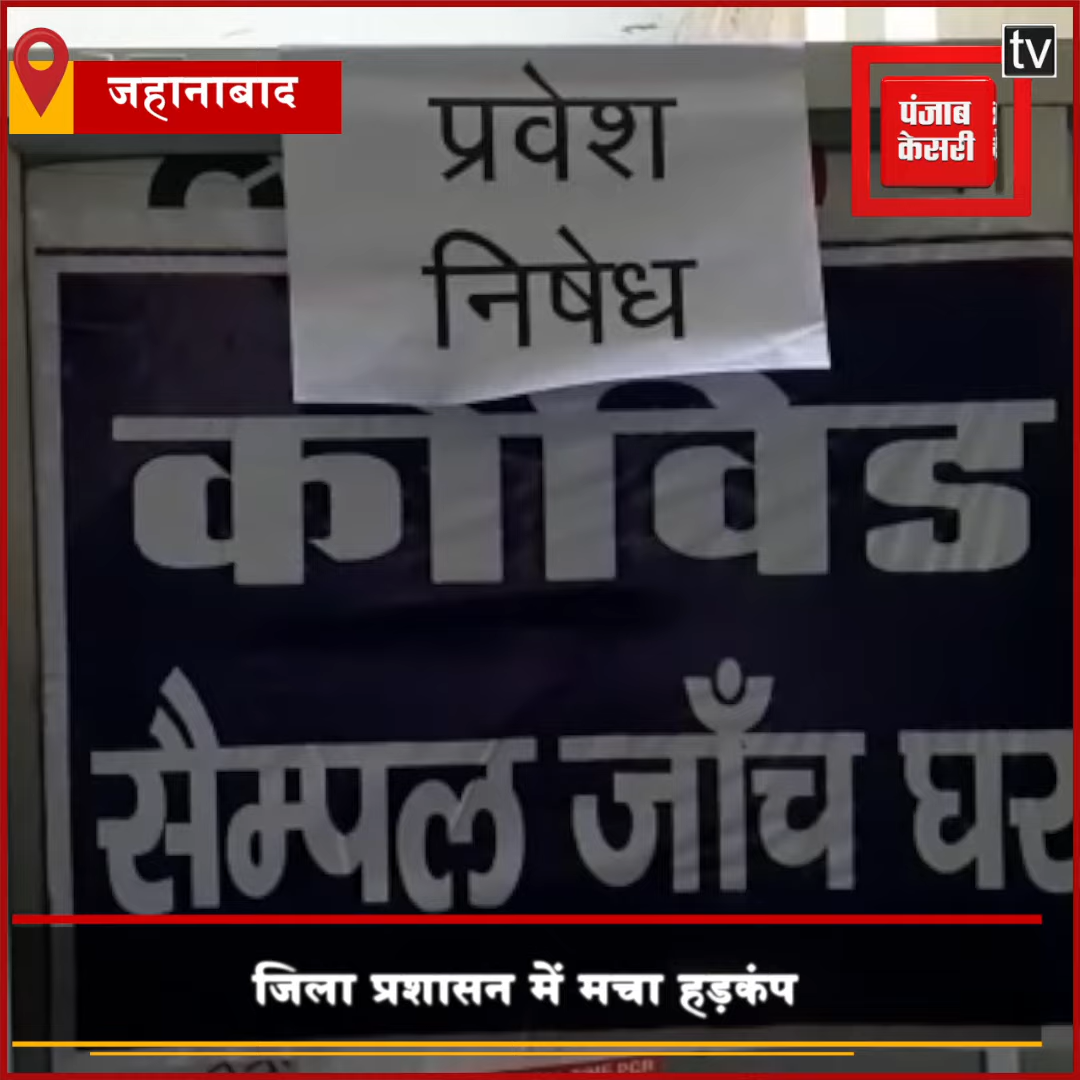 जहानाबाद
tv
पंजाब
केसरी
प्रवेश
निषेध
कोविड
सैम्पल जाँच घर
जिला प्रशासन में मचा हड़कंप